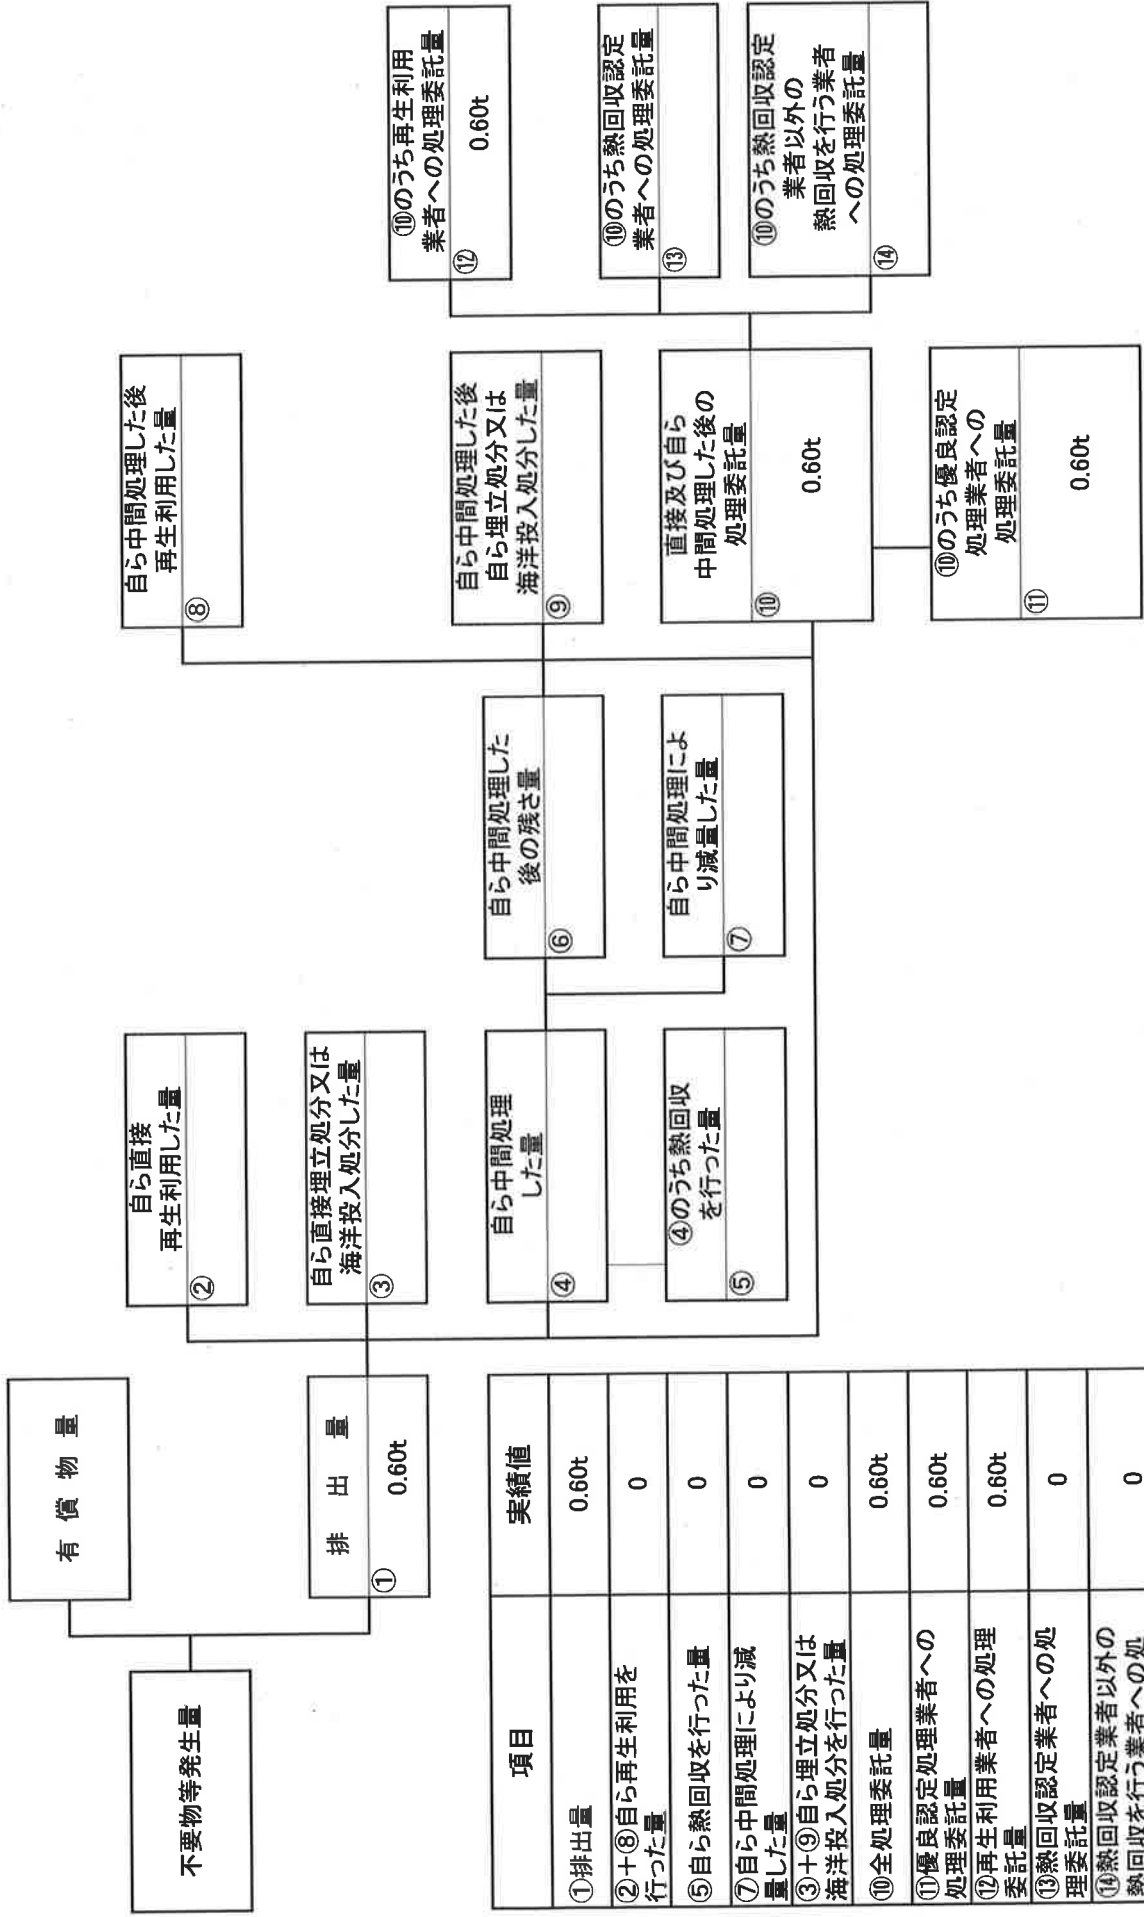 不要物等発生量
有償物量
排出量
①
0.60t
自ら直接
再生利用した量
②
自ら直接埋立処分又は
海洋投入処分した量
③
自ら中間処理
した量
④
④のうち熱回収
を行った量
⑤
自ら中間処理した
後の残さ量
⑥
自ら中間処理によ
り減量した量
⑦
自ら中間処理した後
再生利用した量
⑧
自ら中間処理した後
自ら埋立処分又は
海洋投入処分した量
⑨
直接及び自ら
中間処理した後の
処理委託量
⑩
0.60t
⑩のうち優良認定
処理業者への
処理委託量
⑪
0.60t
⑩のうち再生利用
業者への処理委託量
⑫
0.60t
⑩のうち熱回収認定
業者への処理委託量
⑬
⑩のうち熱回収認定
業者以外の
熱回収を行う業者
への処理委託量
⑭
項目 実績値
①排出量 0.60t
②+⑧自ら再生利用を
行った量 0
⑤自ら熱回収を行った量 0
⑦自ら中間処理により減
量した量 0
③+⑨自ら埋立処分又は
海洋投入処分を行った量 0
⑩全処理委託量 0.60t
⑪優良認定処理業者への
処理委託量 0.60t
⑫再生利用業者への処理
委託量 0.60t
⑬熱回収認定業者への処
理委託量 0
⑭熱回収認定業者以外の
熱回収を行う業者への処 0